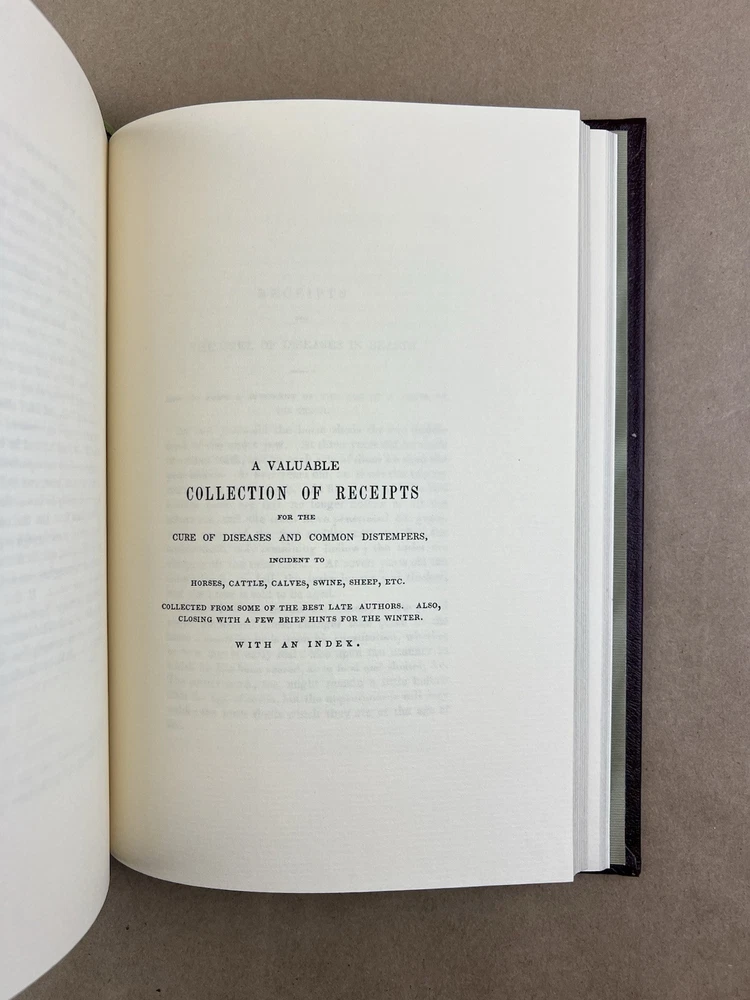 A VALUABLE
COLLECTION OF RECEIPTS
FOR THE
CURE OF DISEASES AND COMMON DISTEMPERS,
INCIDENT TO
HORSES, CATTLE, CALVES, SWINE, SHEEP, ETC.
COLLECTED FROM SOME OF THE BEST LATE AUTHORS. ALSO,
CLOSING WITH A FEW BRIEF HINTS FOR THE WINTER.
WITH AN INDEX.